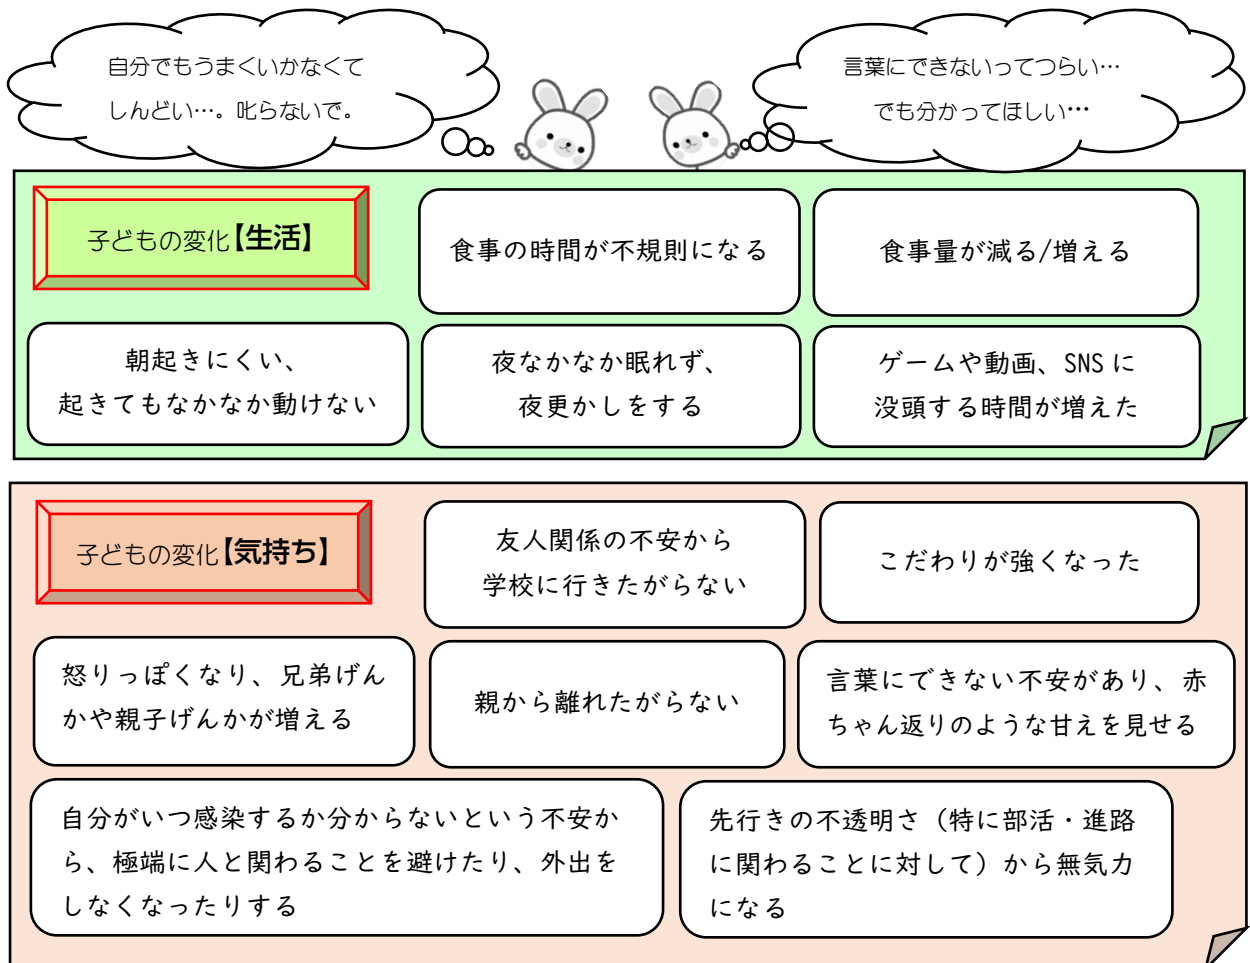 自分でもうまくいかなくて
しんどい…。叱らないで。
言葉にできないってつらい…
でも分かってほしい…
子どもの変化【生活】
食事の時間が不規則になる
食事量が減る/増える
朝起きにくい、
起きてもなかなか動けない
夜なかなか眠れず、
夜更かしをする
ゲームや動画、SNSに
没頭する時間が増えた
子どもの変化【気持ち】
友人関係の不安から
学校に行きたがらない
こだわりが強くなった
怒りっぽくなり、兄弟げん
かや親子げんかが増える
親から離れたがらない
言葉にできない不安があり、赤
ちゃん返りのような甘えを見せる
自分がいつ感染するか分からないという不安か
ら、極端に人と関わることを避けたり、外出を
しなくなったりする
先行きの不透明さ（特に部活・進路
に関わることに対して）から無気力
になる